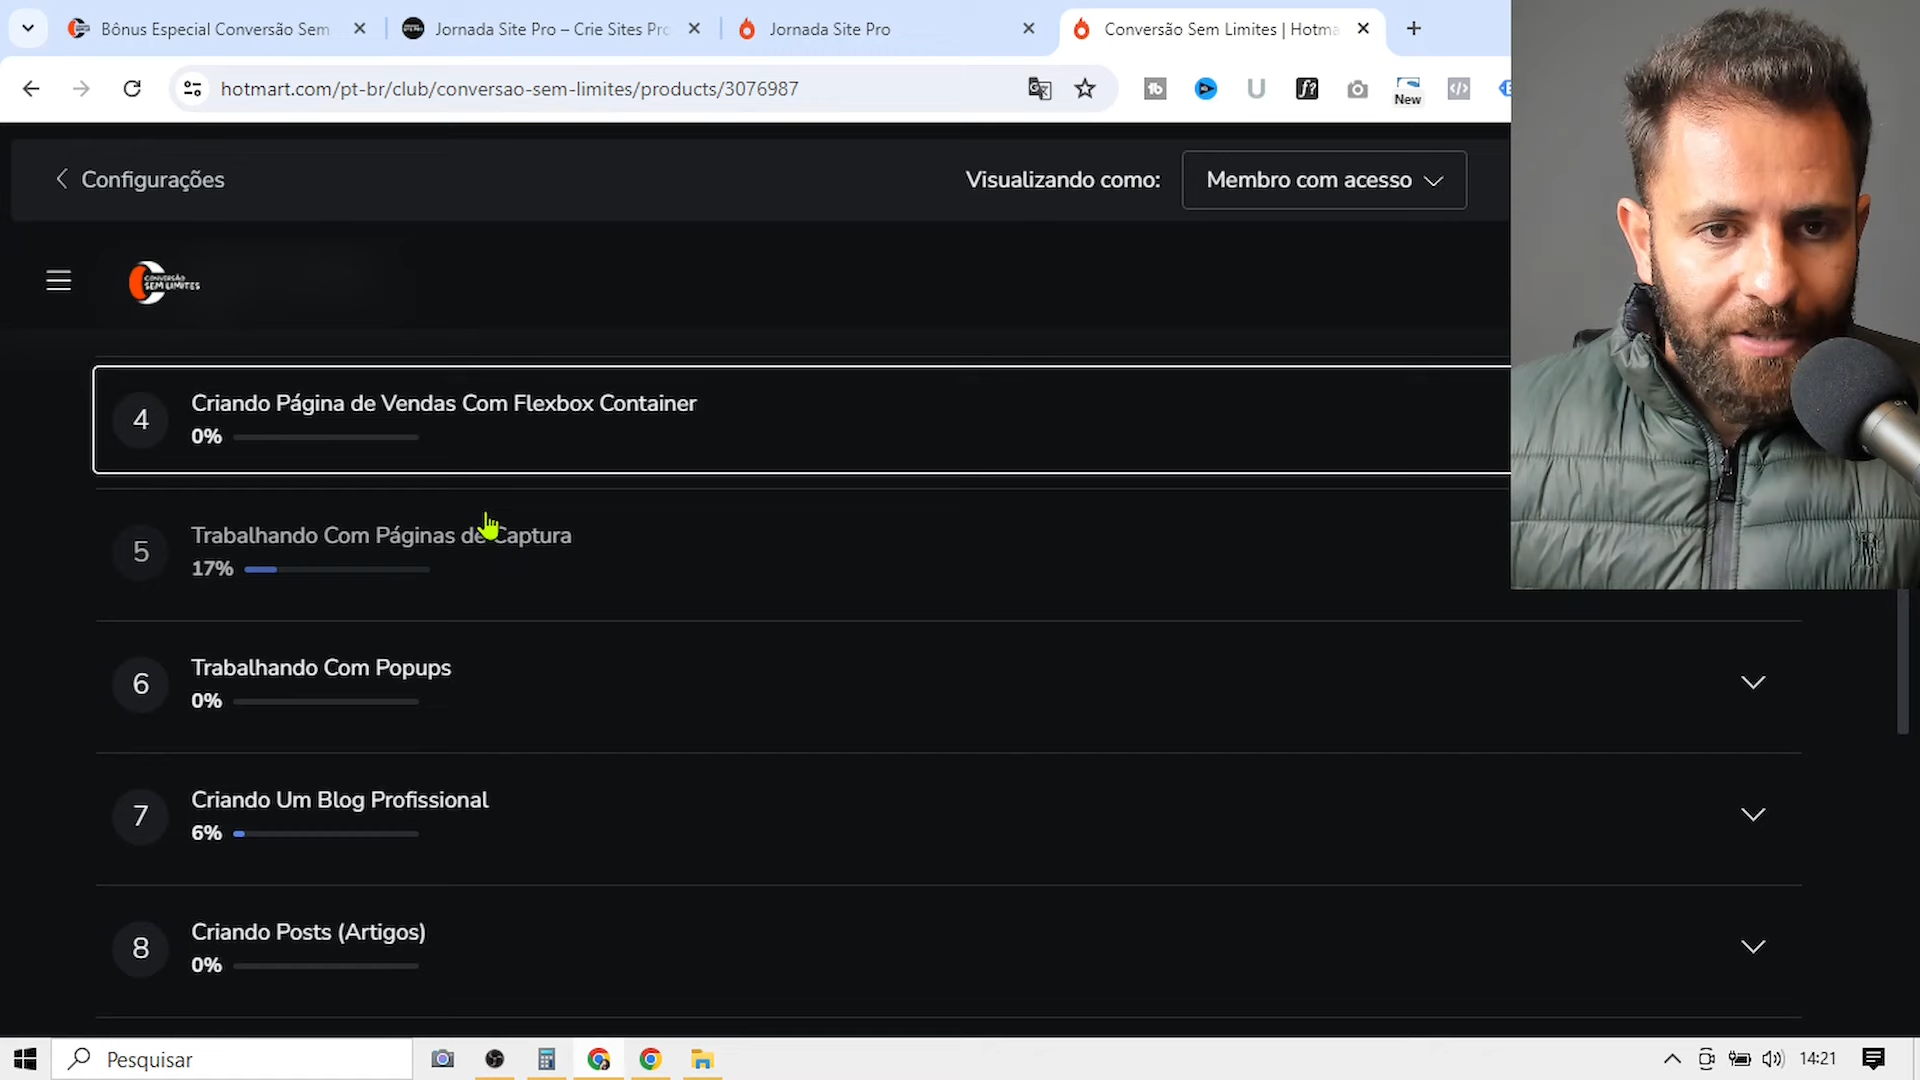 Bônus Especial Conversão Sem
Jornada Site Pro – Crie Sites Pro
Jornada Site Pro
Conversão Sem Limites | Hotma
hotmart.com/pt-br/club/conversao-sem-limites/products/3076987
New
Configurações
Visualizando como:
Membro com acesso
CONVERSÃO
SEM LIMITES
4
Criando Página de Vendas Com Flexbox Container
0%
5
Trabalhando Com Páginas de Captura
17%
6
Trabalhando Com Popups
0%
7
Criando Um Blog Profissional
6%
8
Criando Posts (Artigos)
0%
Pesquisar
14:21